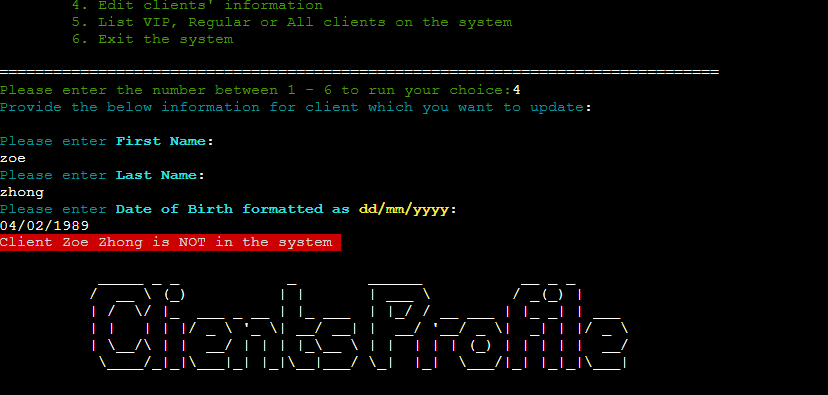 4. Edit clients' information
5. List VIP, Regular or All clients on the system
6. Exit the system
================================================================================
Please enter the number between 1 - 6 to run your choice:4
Provide the below information for client which you want to update:
Please enter First Name:
zoe
Please enter Last Name:
zhong
Please enter Date of Birth formatted as dd/mm/yyyy:
04/02/1989
Client Zoe Zhong is NOT in the system
Clients Profile